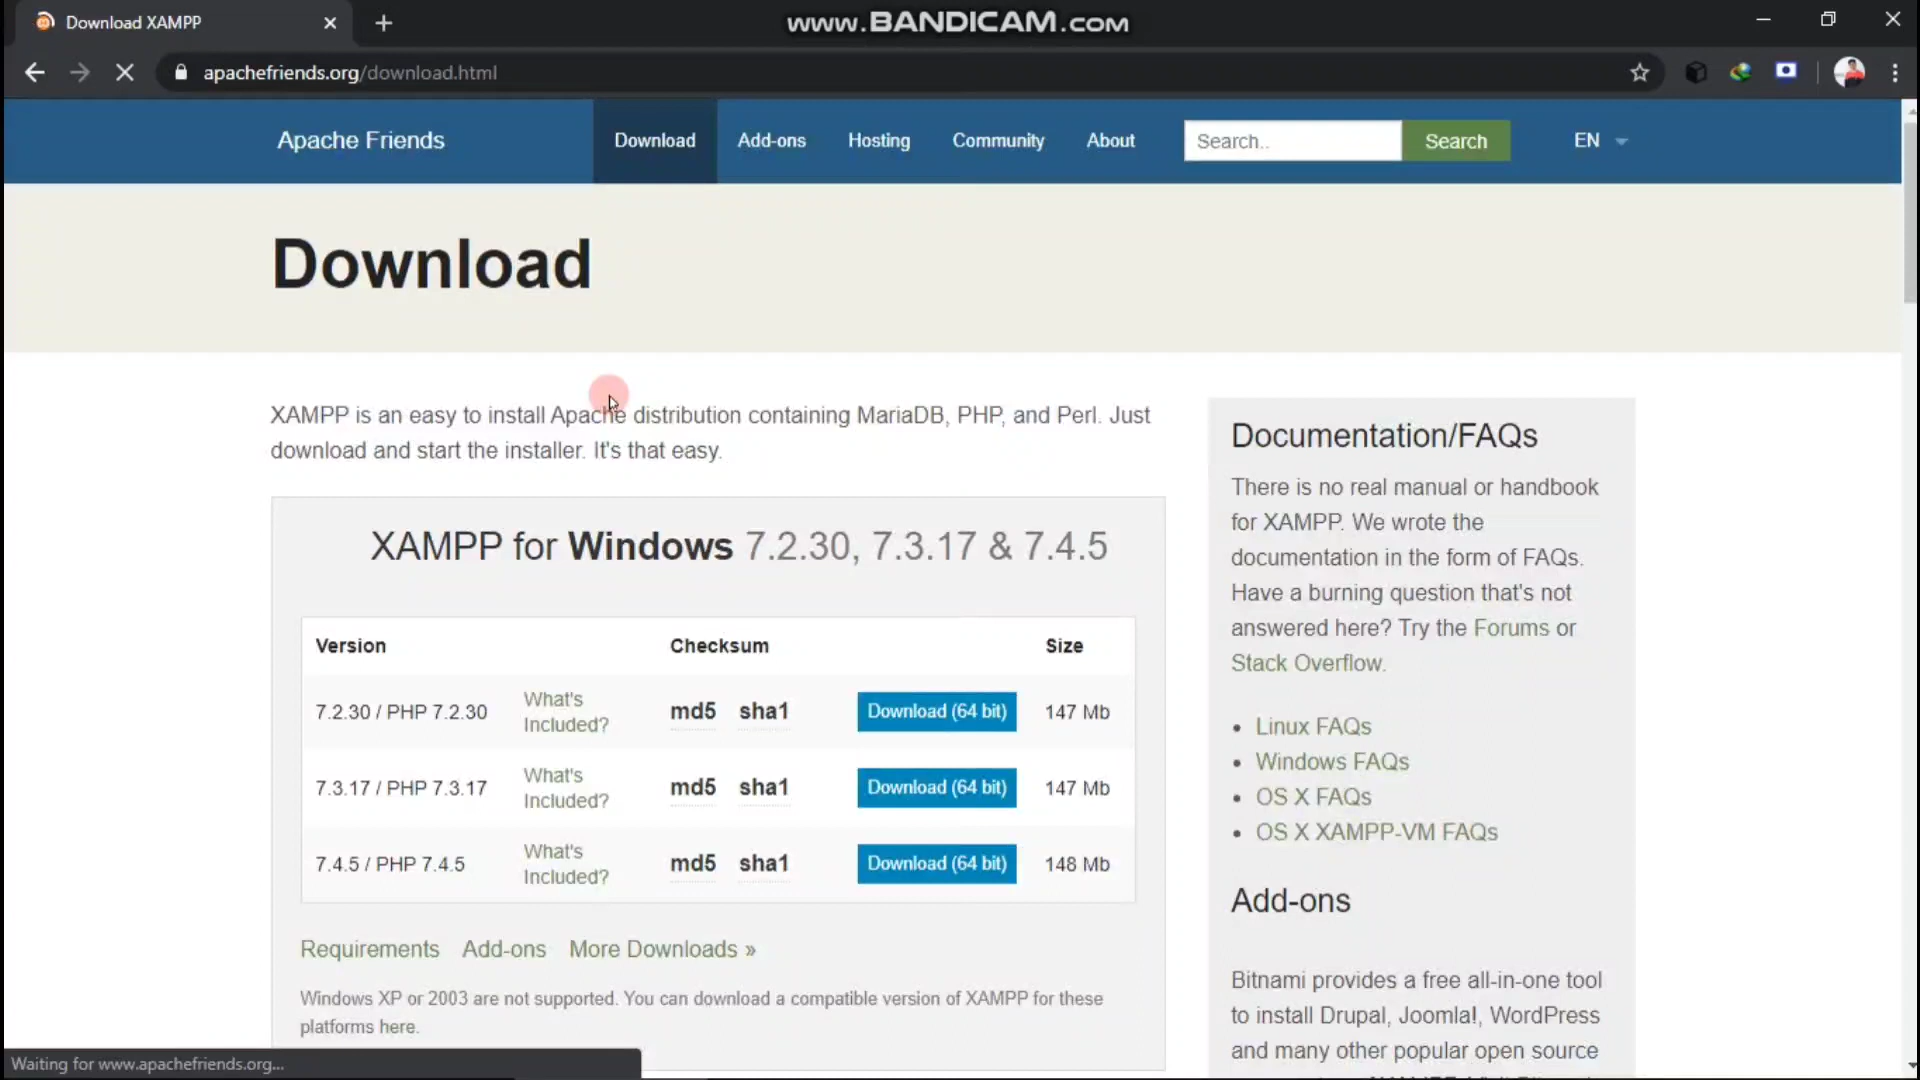 Download XAMPP
www.BANDICAM.com
apachefriends.org/download.html
Apache Friends
Download
Add-ons
Hosting
Community
About
Search..
Search
EN
Download
XAMPP is an easy to install Apache distribution containing MariaDB, PHP, and Perl. Just
download and start the installer. It's that easy.
XAMPP for Windows 7.2.30, 7.3.17 & 7.4.5
Version Checksum Size
7.2.30 / PHP 7.2.30 What's Included? md5 sha1 Download (64 bit) 147 Mb
7.3.17 / PHP 7.3.17 What's Included? md5 sha1 Download (64 bit) 147 Mb
7.4.5 / PHP 7.4.5 What's Included? md5 sha1 Download (64 bit) 148 Mb
Requirements Add-ons More Downloads »
Windows XP or 2003 are not supported. You can download a compatible version of XAMPP for these
platforms here.
Documentation/FAQs
There is no real manual or handbook
for XAMPP. We wrote the
documentation in the form of FAQs.
Have a burning question that's not
answered here? Try the Forums or
Stack Overflow.
• Linux FAQs
• Windows FAQs
• OS X FAQs
• OS X XAMPP-VM FAQs
Add-ons
Bitnami provides a free all-in-one tool
to install Drupal, Joomla!, WordPress
and many other popular open source
Waiting for www.apachefriends.org...